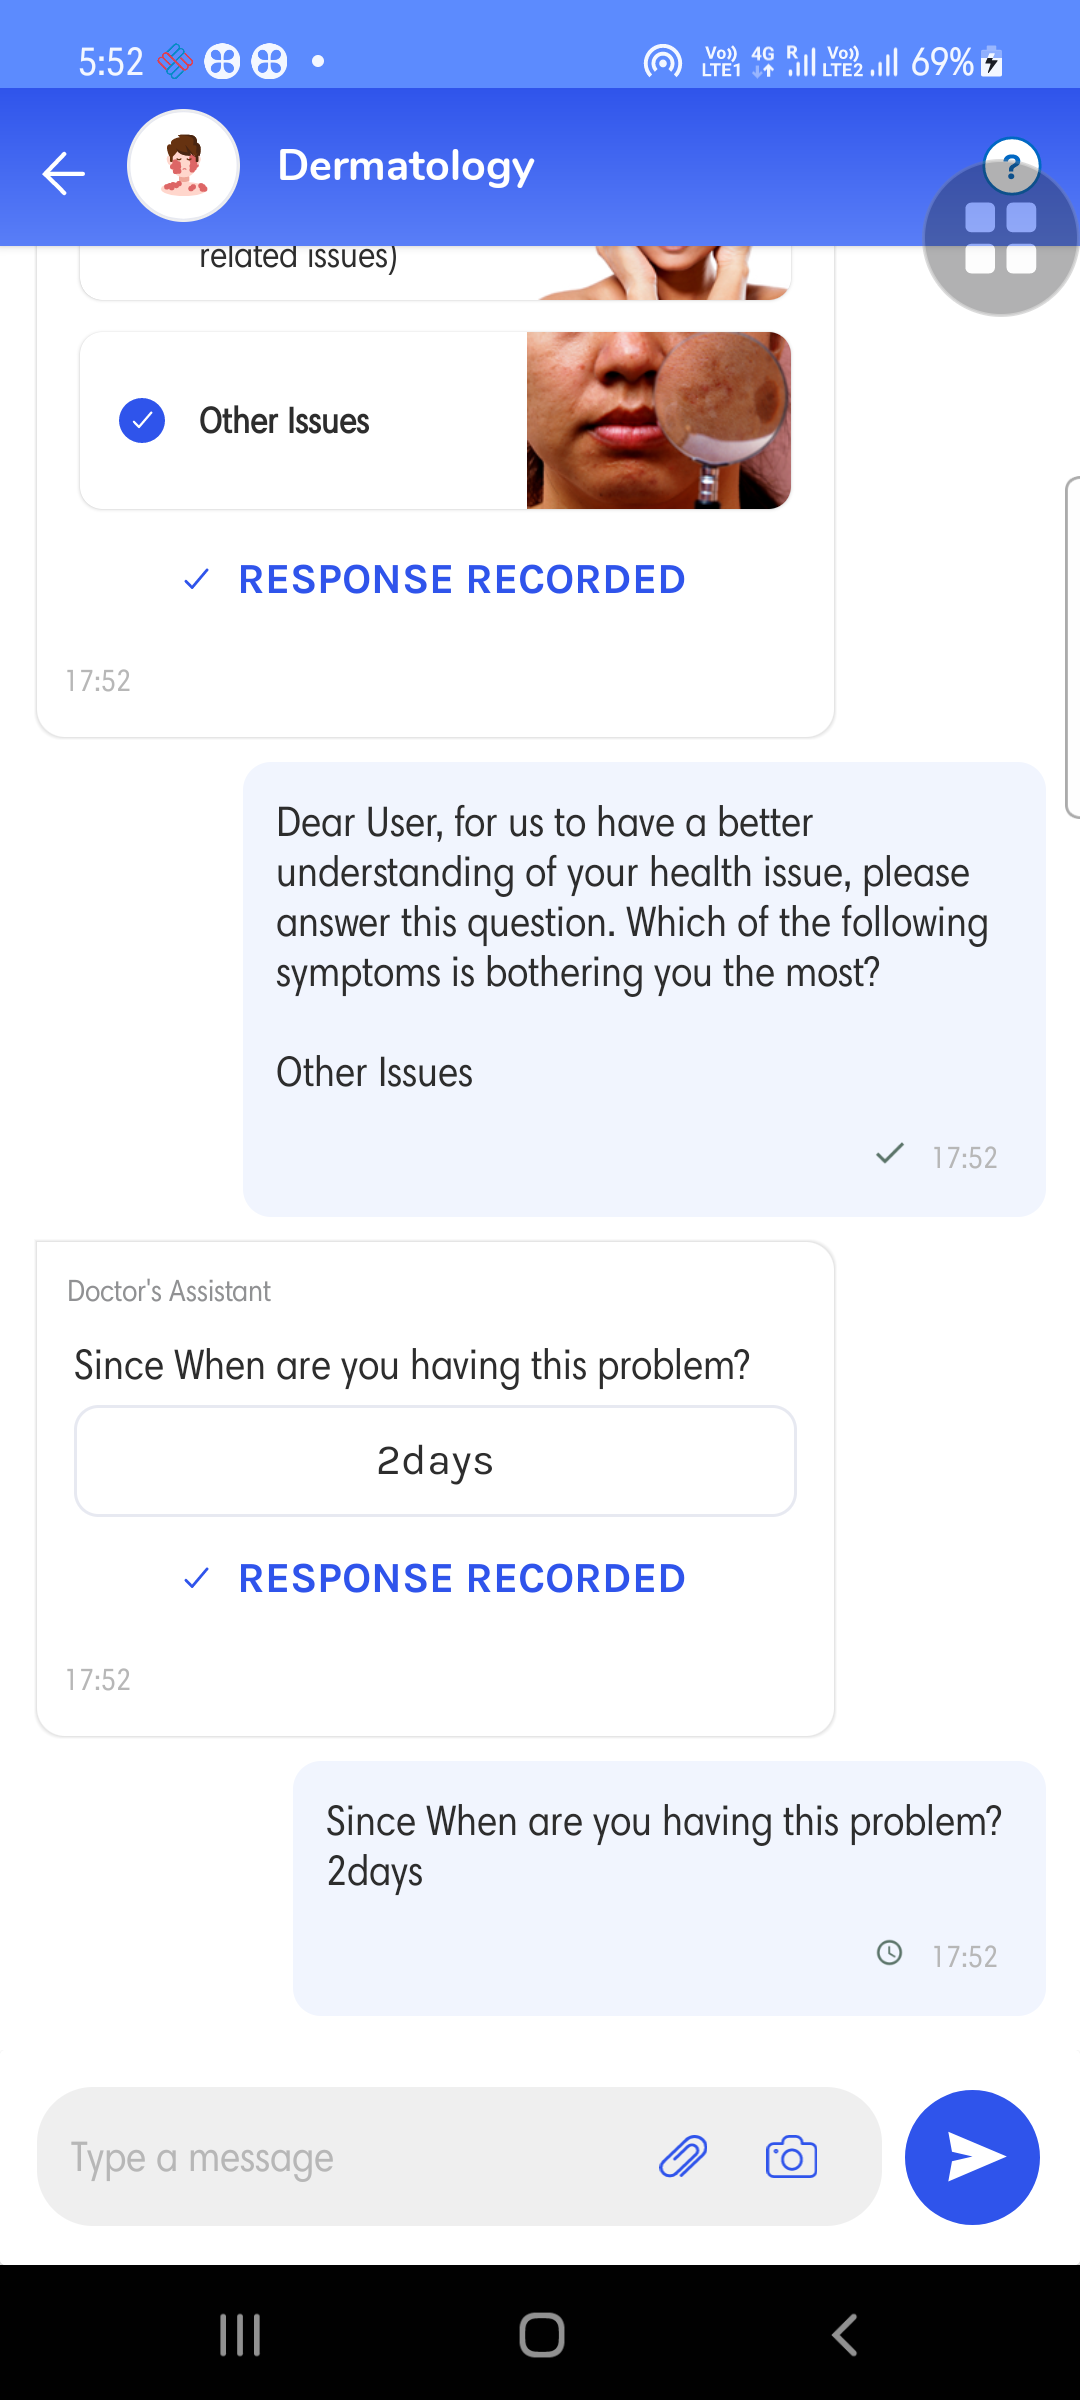 5:52
Vo)) LTE1 4G R Vo)) LTE2 69%
Dermatology
?
related issues)
Other Issues
RESPONSE RECORDED
17:52
Dear User, for us to have a better
understanding of your health issue, please
answer this question. Which of the following
symptoms is bothering you the most?
Other Issues
17:52
Doctor's Assistant
Since When are you having this problem?
2days
RESPONSE RECORDED
17:52
Since When are you having this problem?
2days
17:52
Type a message